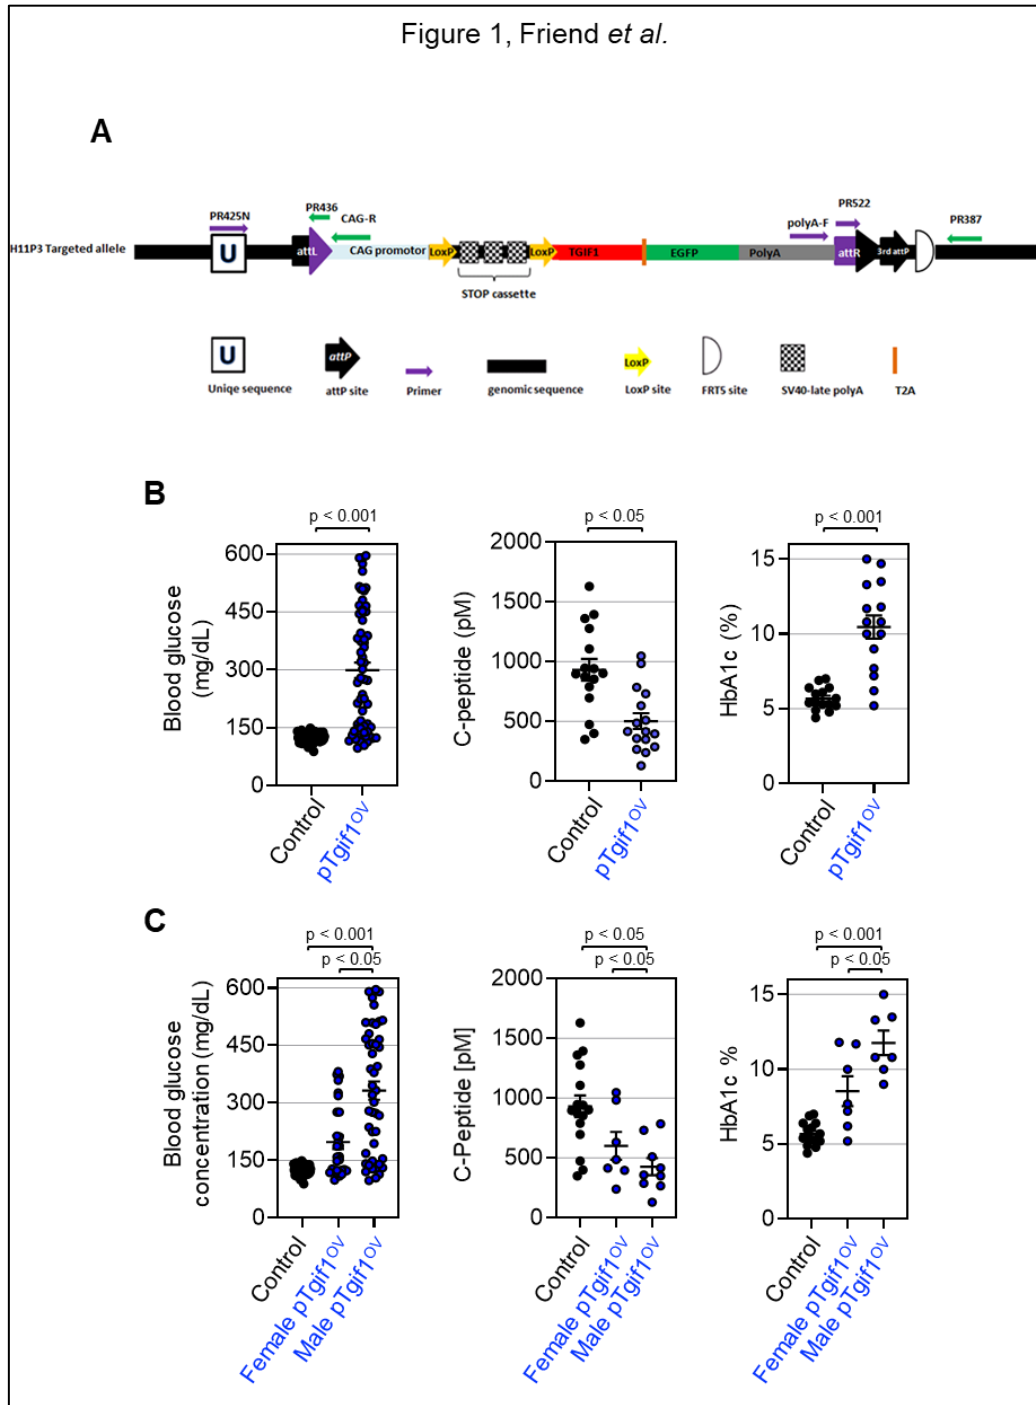 Figure 1, Friend et al.
A
PR425N
PR436
CAG-R
polyA-F
PR522
PR387
H11P3 Targeted allele
U
attL
CAG promotor
LoxP
LoxP
TGIF1
EGFP
PolyA
attR
3rd attP
STOP cassette
U
attP
LoxP
Uniqe sequence
attP site
Primer
genomic sequence
LoxP site
FRT5 site
SV40-late polyA
T2A
B
p < 0.001
Blood glucose
(mg/dL)
600
450
300
150
0
Control
pTgif1OV
p < 0.05
C-peptide (pM)
2000
1500
1000
500
0
Control
pTgif1OV
p < 0.001
HbA1c (%)
15
10
5
0
Control
pTgif1OV
C
p < 0.001
p < 0.05
Blood glucose
concentration (mg/dL)
600
450
300
150
0
Control
Female pTgif1OV
Male pTgif1OV
p < 0.05
p < 0.05
C-Peptide [pM]
2000
1500
1000
500
0
Control
Female pTgif1OV
Male pTgif1OV
p < 0.001
p < 0.05
HbA1c %
15
10
5
0
Control
Female pTgif1OV
Male pTgif1OV